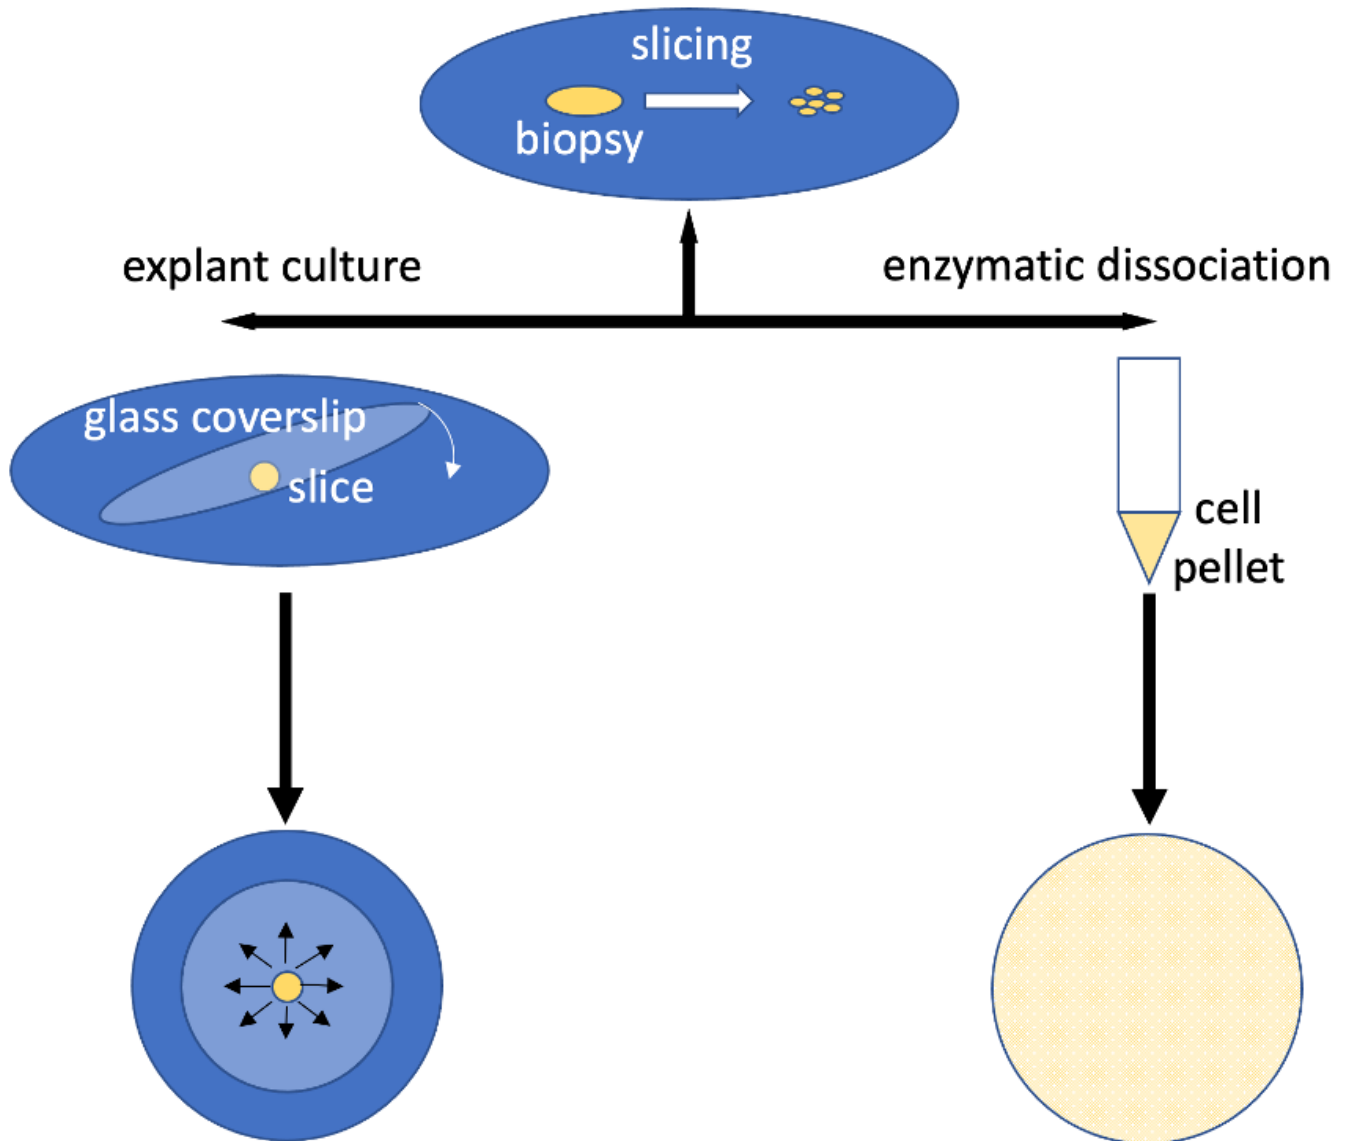 slicing
biopsy
explant culture
enzymatic dissociation
glass coverslip
slice
cell
pellet